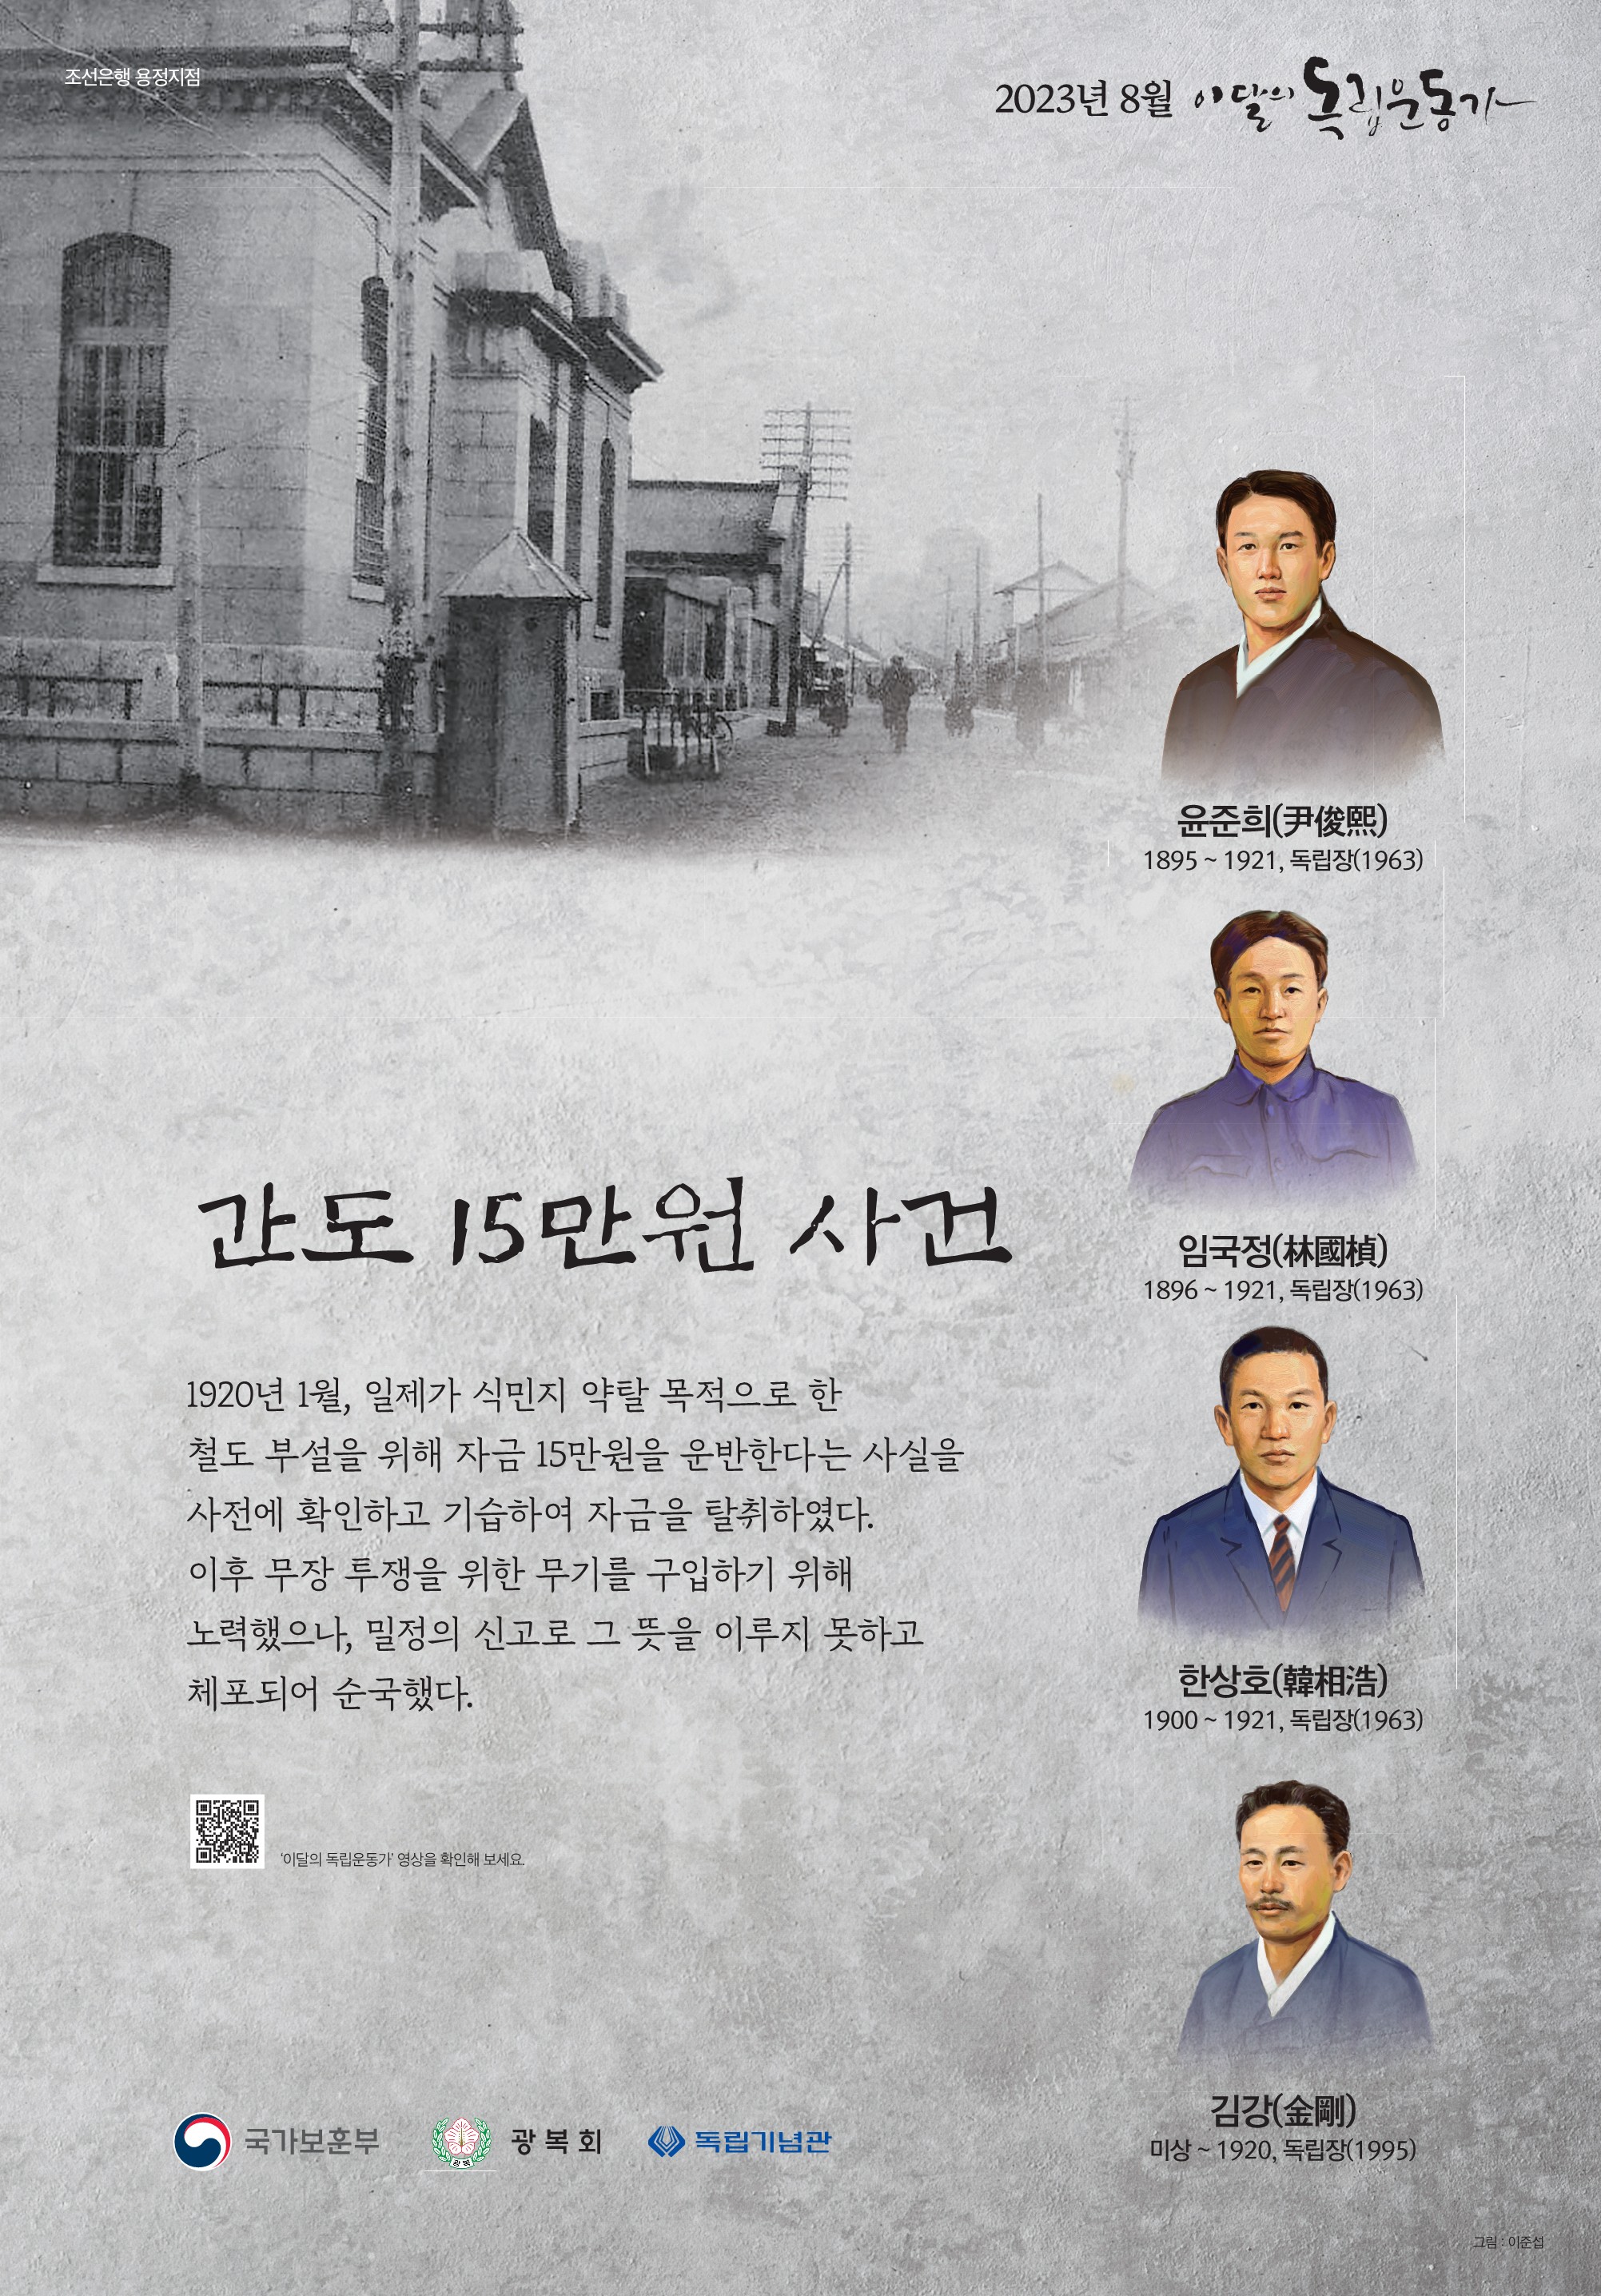 조선은행 용정지점
2023년 8월 이달의 독립운동가
윤준희(尹俊熙)
1895 ~ 1921, 독립장(1963)
임국정(林國楨)
1896 ~ 1921, 독립장(1963)
한상호(韓相浩)
1900 ~ 1921, 독립장(1963)
김강(金剛)
미상 ~ 1920, 독립장(1995)
간도 15만원 사건
1920년 1월, 일제가 식민지 약탈 목적으로 한
철도 부설을 위해 자금 15만원을 운반한다는 사실을
사전에 확인하고 기습하여 자금을 탈취하였다.
이후 무장 투쟁을 위한 무기를 구입하기 위해
노력했으나, 밀정의 신고로 그 뜻을 이루지 못하고
체포되어 순국했다.
'이달의 독립운동가' 영상을 확인해 보세요.
국가보훈부
광복
광복회
독립기념관
그림 : 이준섭